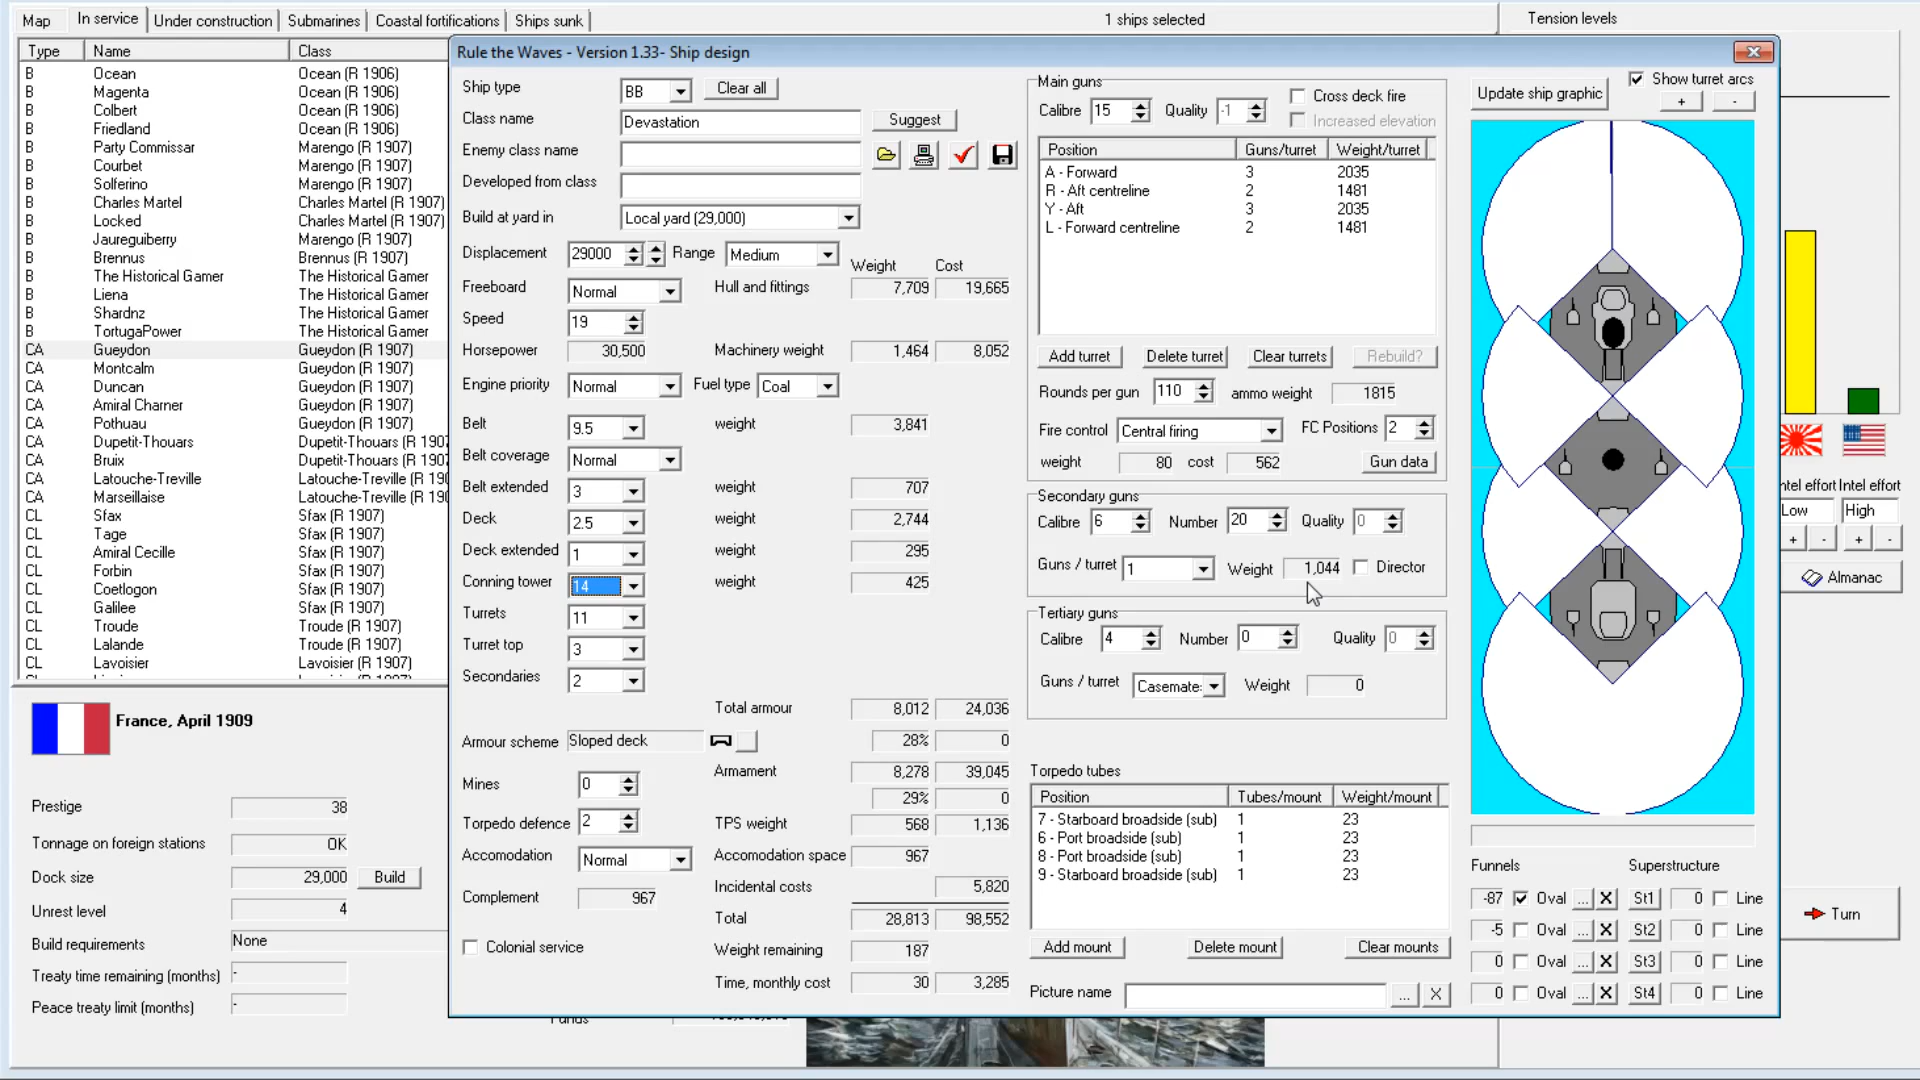 Map
In service
Under construction
Submarines
Coastal fortifications
Ships sunk
1 ships selected
Tension levels
Type Name Class
B Ocean Ocean (R 1906)
B Magenta Ocean (R 1906)
B Colbert Ocean (R 1906)
B Friedland Ocean (R 1906)
B Party Commissar Marengo (R 1907)
B Courbet Marengo (R 1907)
B Solferino Marengo (R 1907)
B Charles Martel Charles Martel (R 1907)
B Locked Charles Martel (R 1907)
B Jaureguiberry Marengo (R 1907)
B Brennus Brennus (R 1907)
B The Historical Gamer The Historical Gamer
B Liena The Historical Gamer
B Shardnz The Historical Gamer
B TortugaPower The Historical Gamer
CA Gueydon Gueydon (R 1907)
CA Montcalm Gueydon (R 1907)
CA Duncan Gueydon (R 1907)
CA Amiral Charner Gueydon (R 1907)
CA Pothuau Gueydon (R 1907)
CA Dupetit-Thouars Dupetit-Thouars (R 190
CA Bruix Dupetit-Thouars (R 190
CA Latouche-Treville Latouche-Treville (R 190
CA Marseillaise Latouche-Treville (R 190
CL Sfax Sfax (R 1907)
CL Tage Sfax (R 1907)
CL Amiral Cecille Sfax (R 1907)
CL Forbin Sfax (R 1907)
CL Coetlogon Sfax (R 1907)
CL Galilee Sfax (R 1907)
CL Troude Troude (R 1907)
CL Lalande Troude (R 1907)
CL Lavoisier Lavoisier (R 1907)
France, April 1909
Prestige 38
Tonnage on foreign stations OK
Dock size 29,000 Build
Unrest level 4
Build requirements None
Treaty time remaining (months) -
Peace treaty limit (months) -
Funds
Rule the Waves - Version 1.33- Ship design
Ship type BB Clear all
Class name Devastation Suggest
Enemy class name
Developed from class
Build at yard in Local yard (29,000)
Displacement 29000 Range Medium
Weight Cost
Freeboard Normal Hull and fittings 7,709 19,665
Speed 19
Horsepower 30,500 Machinery weight 1,464 8,052
Engine priority Normal Fuel type Coal
Belt 9.5 weight 3,841
Belt coverage Normal
Belt extended 3 weight 707
Deck 2.5 weight 2,744
Deck extended 1 weight 295
Conning tower 14 weight 425
Turrets 11
Turret top 3
Secondaries 2
Total armour 8,012 24,036
Armour scheme Sloped deck 28% 0
Mines 0 Armament 8,278 39,045
29% 0
Torpedo defence 2 TPS weight 568 1,136
Accomodation Normal Accomodation space 967
Incidental costs 5,820
Complement 967
Total 28,813 98,552
Colonial service Weight remaining 187
Time, monthly cost 30 3,285
Main guns
Calibre 15 Quality -1 Cross deck fire
Increased elevation
Position Guns/turret Weight/turret
A - Forward 3 2035
R - Aft centreline 2 1481
Y - Aft 3 2035
L - Forward centreline 2 1481
Add turret Delete turret Clear turrets Rebuild?
Rounds per gun 110 ammo weight 1815
Fire control Central firing FC Positions 2
weight 80 cost 562 Gun data
Secondary guns
Calibre 6 Number 20 Quality 0
Guns / turret 1 Weight 1,044 Director
Tertiary guns
Calibre 4 Number 0 Quality 0
Guns / turret Casemate: Weight 0
Torpedo tubes
Position Tubes/mount Weight/mount
7 - Starboard broadside (sub) 1 23
6 - Port broadside (sub) 1 23
8 - Port broadside (sub) 1 23
9 - Starboard broadside (sub) 1 23
Add mount Delete mount Clear mounts
Picture name ... X
Update ship graphic
Show turret arcs
+ -
Funnels Superstructure
-87 Oval ... X St1 0 Line
-5 Oval ... X St2 0 Line
0 Oval ... X St3 0 Line
0 Oval ... X St4 0 Line
ntel effort Intel effort
Low High
+ - + -
Almanac
Turn